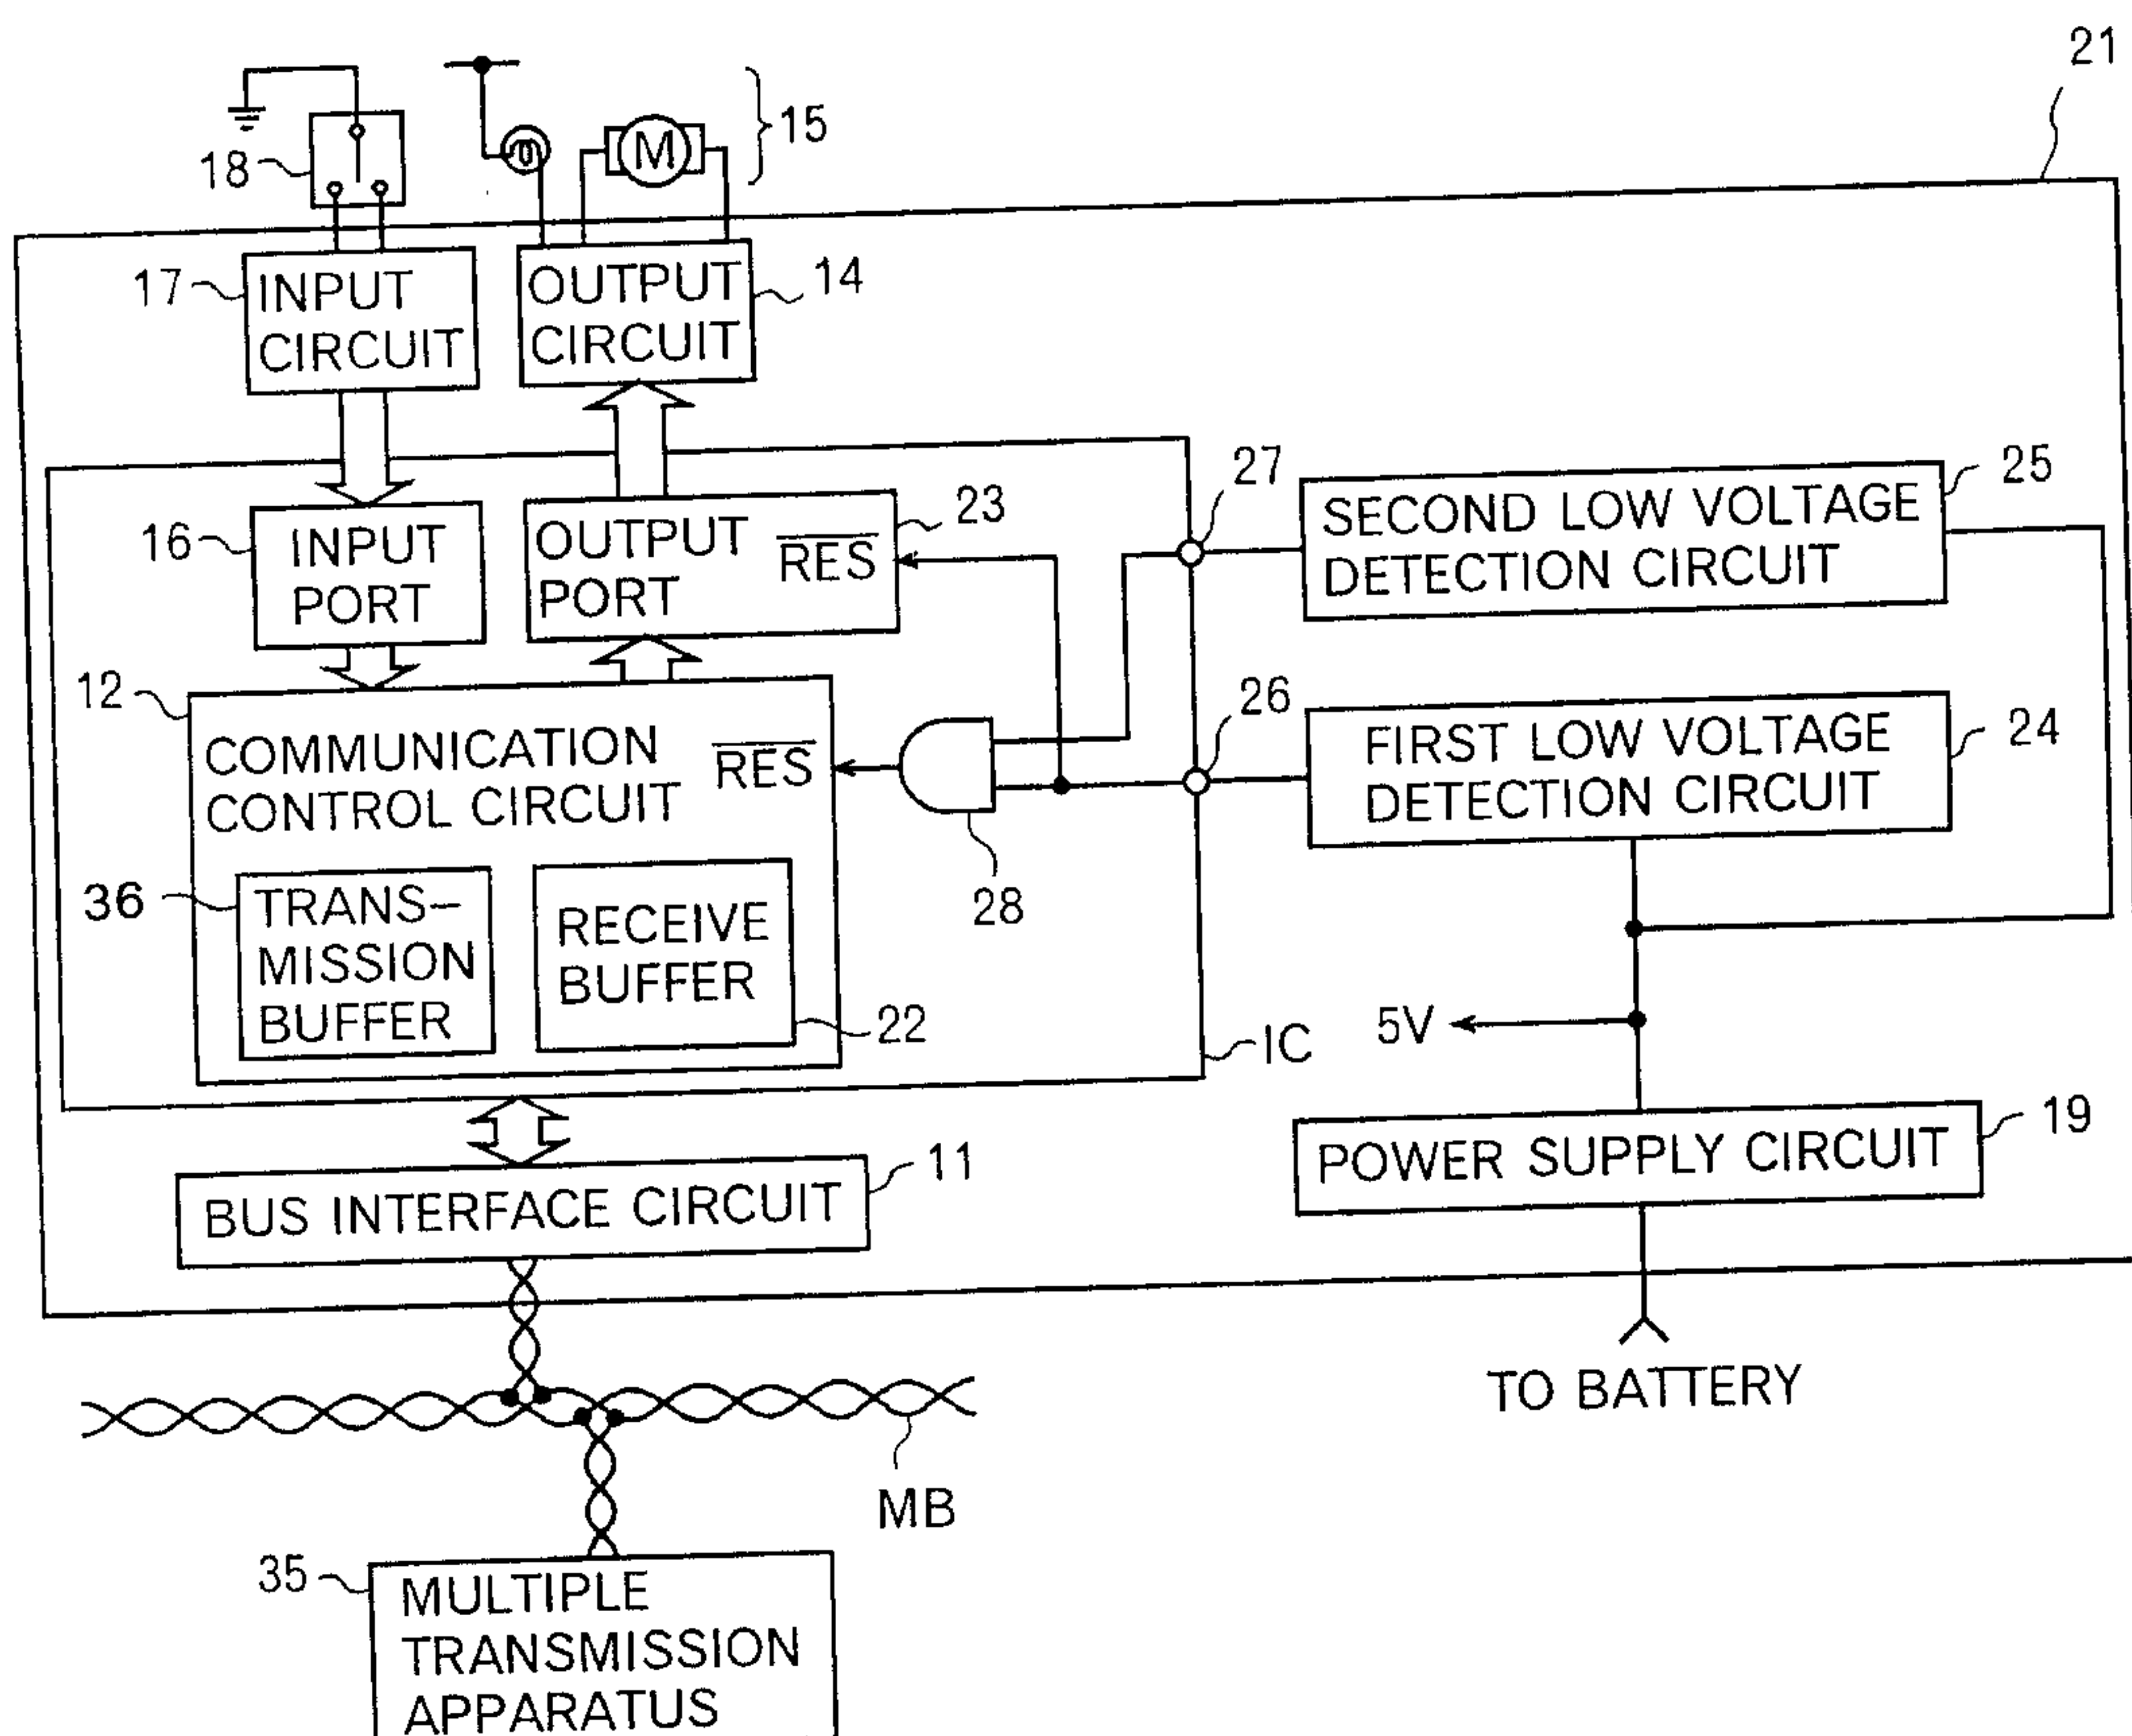 21
15
M
18
17
INPUT
CIRCUIT
OUTPUT
CIRCUIT
14
27
25
SECOND LOW VOLTAGE
DETECTION CIRCUIT
16
INPUT
PORT
OUTPUT
PORT
RES
23
12
COMMUNICATION
CONTROL CIRCUIT
RES
26
FIRST LOW VOLTAGE
DETECTION CIRCUIT
24
28
36
TRANS-
MISSION
BUFFER
RECEIVE
BUFFER
22
IC
5V
POWER SUPPLY CIRCUIT
19
BUS INTERFACE CIRCUIT
11
TO BATTERY
MB
35
MULTIPLE
TRANSMISSION
APPARATUS